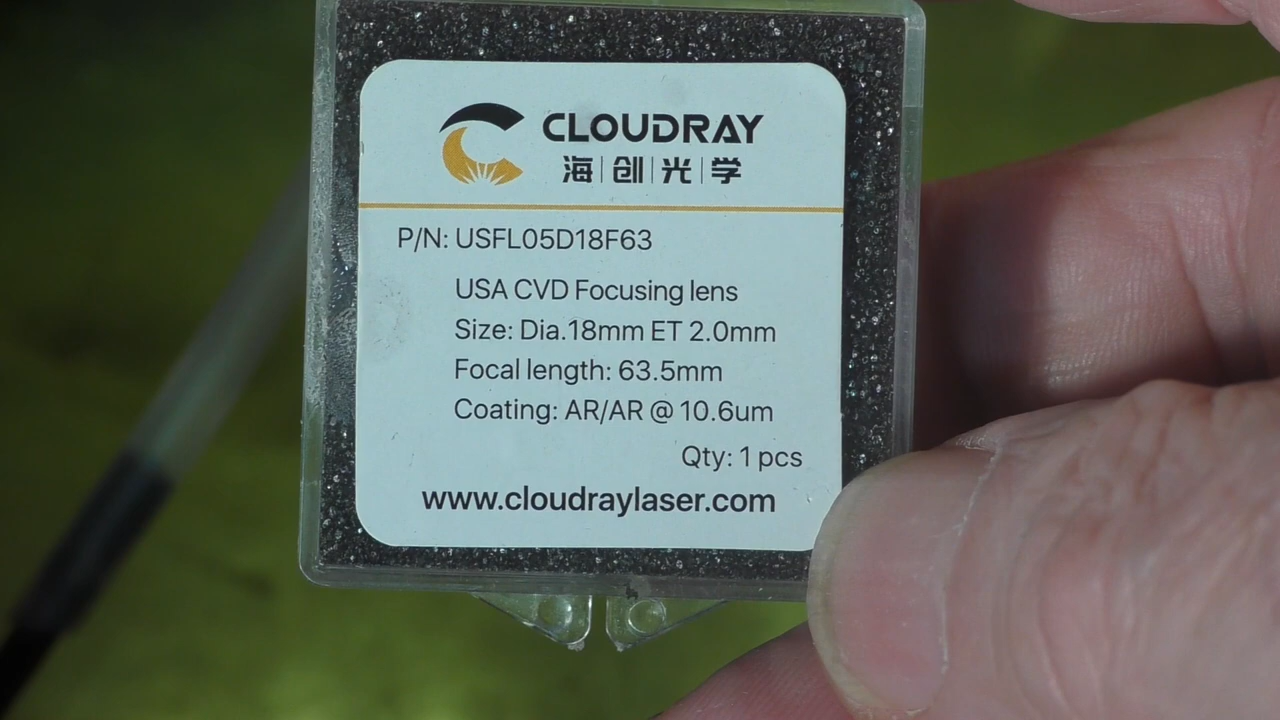 CLOUDRAY
海|创|光|学
P/N: USFL05D18F63
USA CVD Focusing lens
Size: Dia.18mm ET 2.0mm
Focal length: 63.5mm
Coating: AR/AR @ 10.6um
Qty: 1 pcs
www.cloudraylaser.com